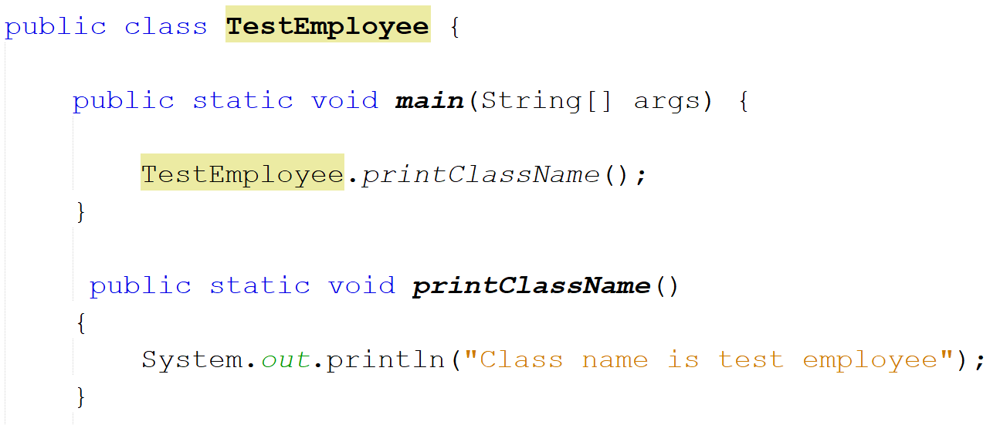 public class TestEmployee {
public static void main(String[] args) {
TestEmployee.printClassName();
}
public static void printClassName()
{
System.out.println("Class name is test employee");
}